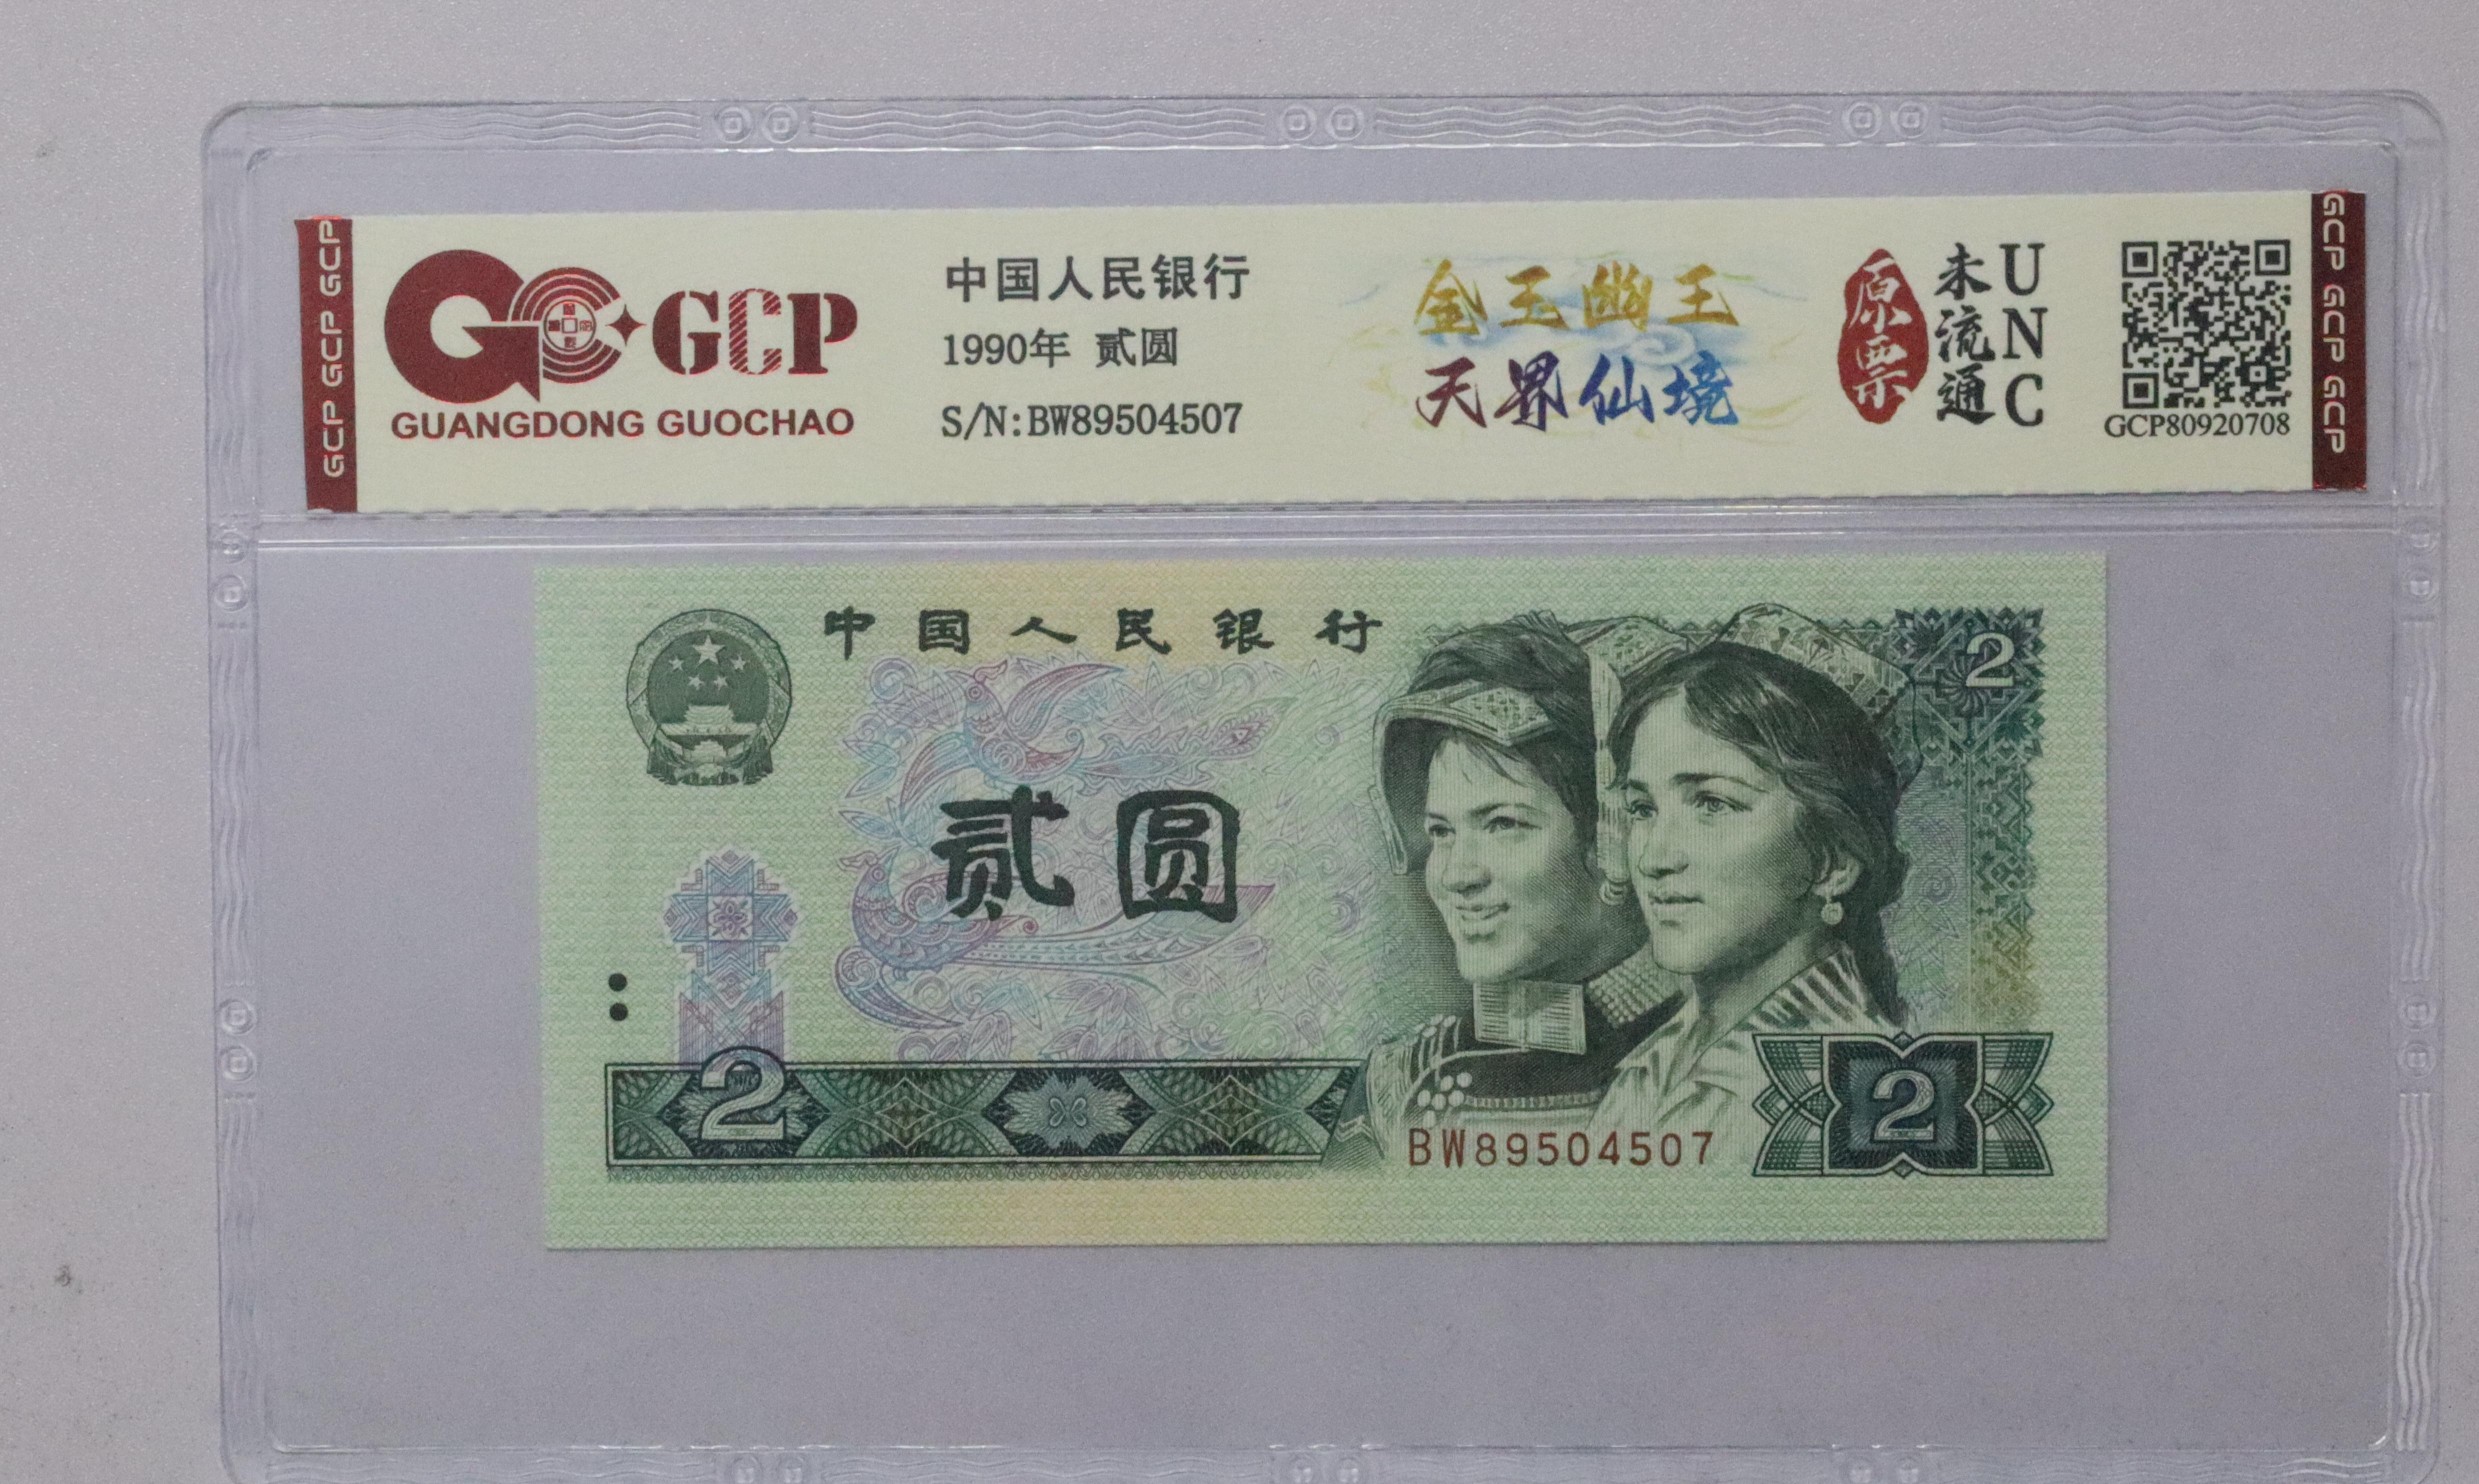 GCP GCP GCP
GCP
GUANGDONG GUOCHAO
中国人民银行
1990年 贰圆
S/N:BW89504507
金玉幽王
天界仙境
原票
未流通
UNC
GCP80920708
GCP GCP GCP
中国人民银行
2
贰圆
2
BW89504507
2